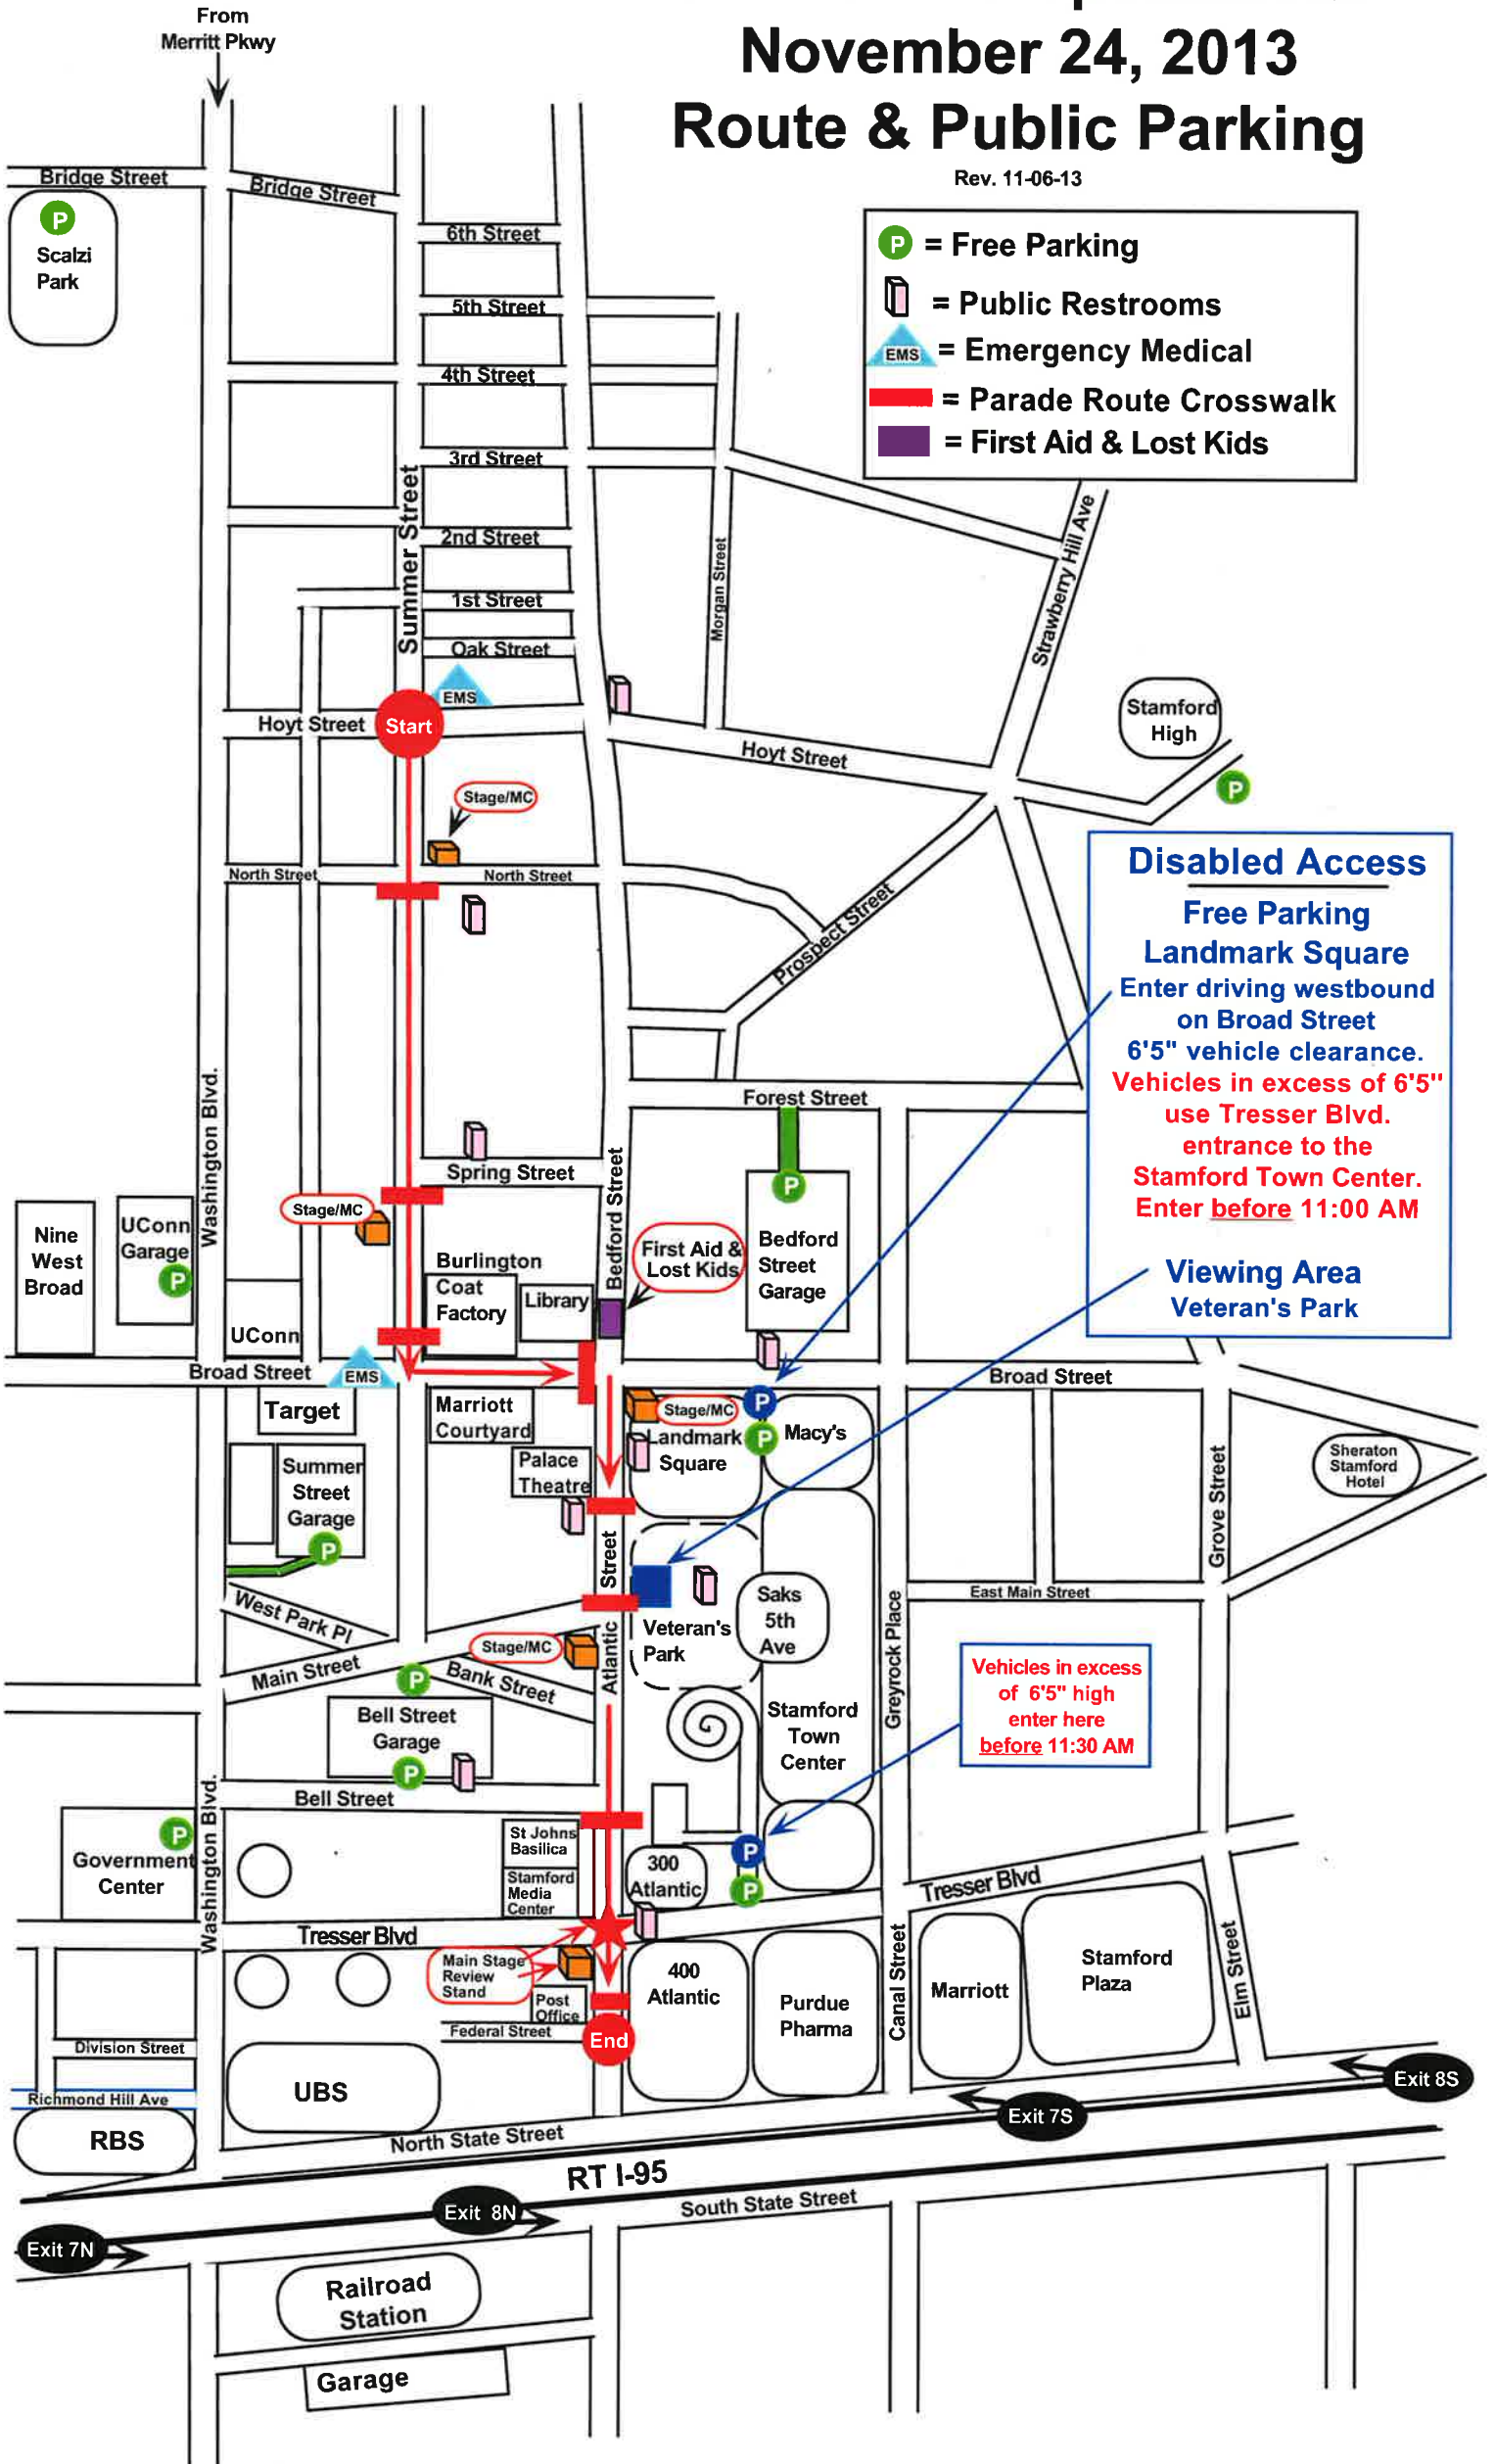 From
Merritt Pkwy
November 24, 2013
Route & Public Parking
Rev. 11-06-13
P = Free Parking
= Public Restrooms
EMS = Emergency Medical
= Parade Route Crosswalk
= First Aid & Lost Kids
Bridge Street
Bridge Street
P
Scalzi
Park
6th Street
5th Street
4th Street
3rd Street
2nd Street
1st Street
Oak Street
Summer Street
Morgan Street
Strawberry Hill Ave
EMS
Hoyt Street
Start
Hoyt Street
Stamford
High
P
Stage/MC
North Street
North Street
Prospect Street
Disabled Access
Free Parking
Landmark Square
Enter driving westbound
on Broad Street
6'5" vehicle clearance.
Vehicles in excess of 6'5"
use Tresser Blvd.
entrance to the
Stamford Town Center.
Enter before 11:00 AM
Viewing Area
Veteran's Park
Forest Street
Washington Blvd.
Spring Street
Bedford Street
P
Bedford
Street
Garage
Stage/MC
Nine
West
Broad
UConn
Garage
P
First Aid &
Lost Kids
Burlington
Coat
Factory
Library
UConn
Broad Street
EMS
Broad Street
Target
Marriott
Courtyard
Stage/MC
P
Landmark
Square
P
Macy's
Palace
Theatre
Summer
Street
Garage
P
Sheraton
Stamford
Hotel
Grove Street
Street
Atlantic
West Park Pl
Veteran's
Park
Saks
5th
Ave
East Main Street
Greyrock Place
Stage/MC
Main Street
P
Bank Street
Bell Street
Garage
P
Stamford
Town
Center
Vehicles in excess
of 6'5" high
enter here
before 11:30 AM
Bell Street
Washington Blvd.
P
Government
Center
St Johns
Basilica
Stamford
Media
Center
300
Atlantic
P
P
Tresser Blvd
Tresser Blvd
Main Stage
Review
Stand
Post
Office
Federal Street
End
400
Atlantic
Purdue
Pharma
Canal Street
Marriott
Stamford
Plaza
Elm Street
Division Street
Richmond Hill Ave
RBS
UBS
North State Street
Exit 7S
Exit 8S
RT I-95
Exit 8N
South State Street
Exit 7N
Railroad
Station
Garage